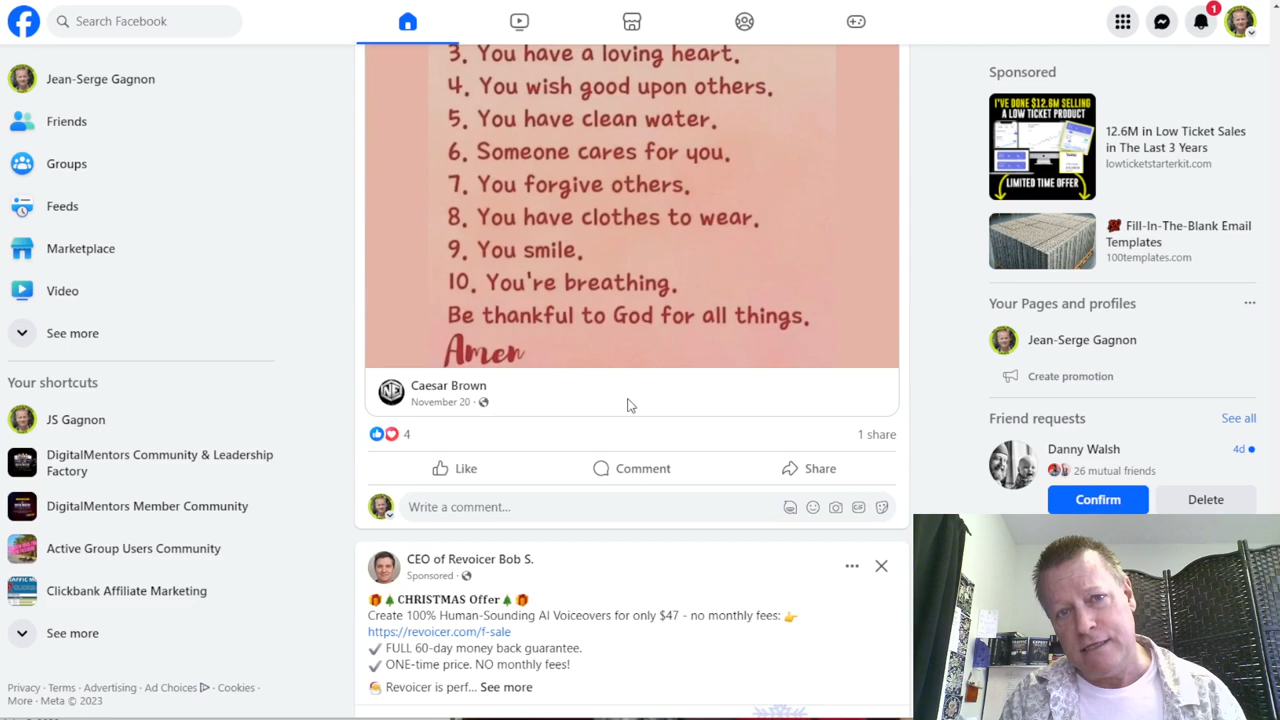 Search Facebook
1
Jean-Serge Gagnon
Friends
Groups
Feeds
Marketplace
Video
See more
Your shortcuts
JS Gagnon
DigitalMentors Community & Leadership
Factory
DigitalMentors Member Community
Active Group Users Community
Clickbank Affiliate Marketing
See more
Privacy · Terms · Advertising · Ad Choices · Cookies ·
More · Meta © 2023
3. You have a loving heart.
4. You wish good upon others.
5. You have clean water.
6. Someone cares for you.
7. You forgive others.
8. You have clothes to wear.
9. You smile.
10. You're breathing.
Be thankful to God for all things.
Amen
Caesar Brown
November 20 ·
4
1 share
Like
Comment
Share
Write a comment...
GIF
CEO of Revoicer Bob S.
Sponsored ·
CHRISTMAS Offer
Create 100% Human-Sounding AI Voiceovers for only $47 - no monthly fees:
https://revoicer.com/f-sale
FULL 60-day money back guarantee.
ONE-time price. NO monthly fees!
Revoicer is perf... See more
Sponsored
I'VE DONE $12.6M SELLING
A LOW TICKET PRODUCT
LIMITED TIME OFFER
12.6M in Low Ticket Sales
in The Last 3 Years
lowticketstarterkit.com
Fill-In-The-Blank Email
Templates
100templates.com
Your Pages and profiles
Jean-Serge Gagnon
Create promotion
Friend requests
See all
Danny Walsh
4d
26 mutual friends
Confirm
Delete